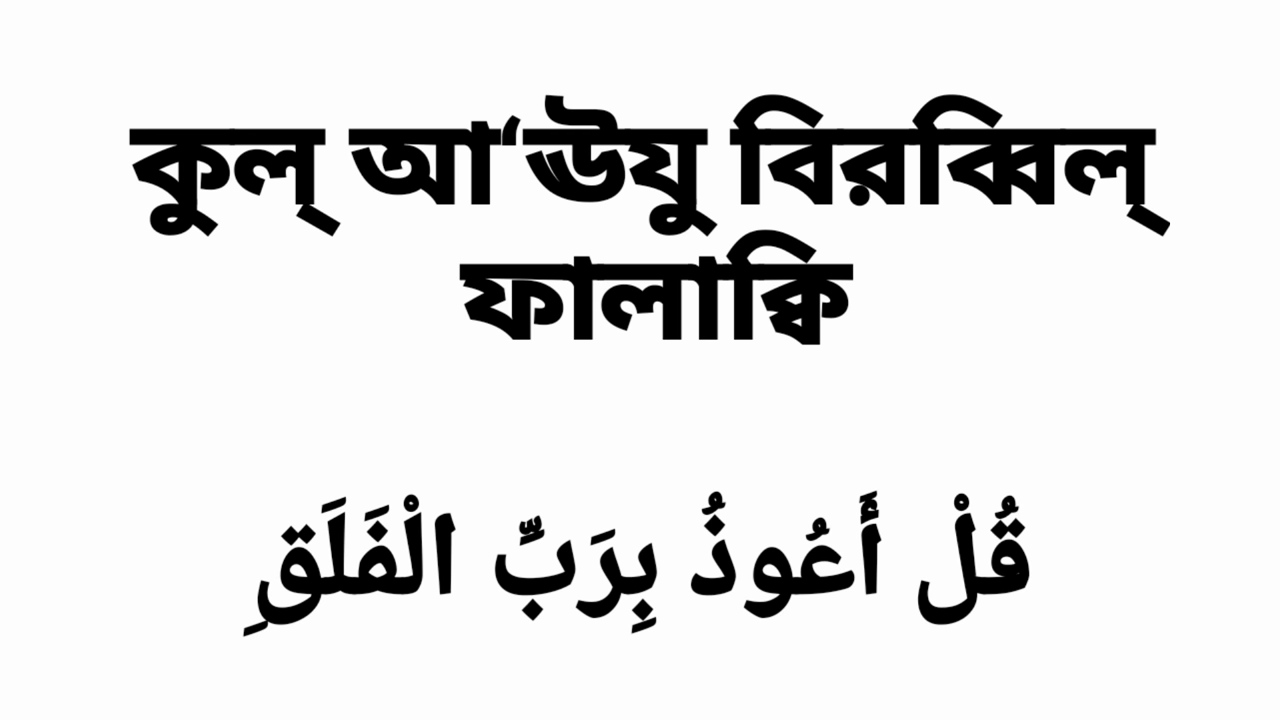 কুল্ আ‘ঊযু বিরব্বিল্
ফালাক্বি
قُلْ أَعُوذُ بِرَبِّ الْفَلَقِ